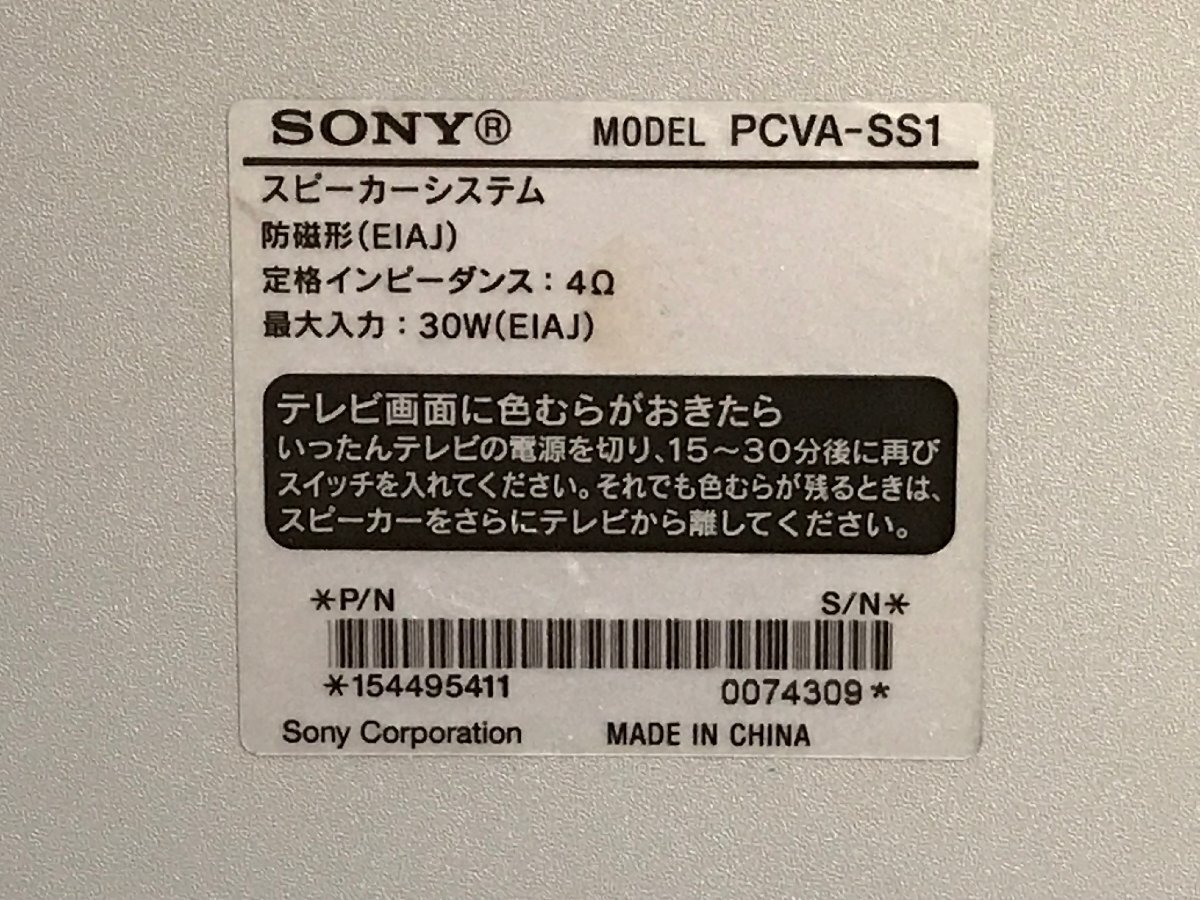 SONY® MODEL PCVA-SS1
スピーカーシステム
防磁形(EIAJ)
定格インピーダンス：4Ω
最大入力：30W(EIAJ)
テレビ画面に色むらがおきたら
いったんテレビの電源を切り、15～30分後に再び
スイッチを入れてください。それでも色むらが残るときは、
スピーカーをさらにテレビから離してください。
*P/N S/N*
*154495411 0074309*
Sony Corporation MADE IN CHINA